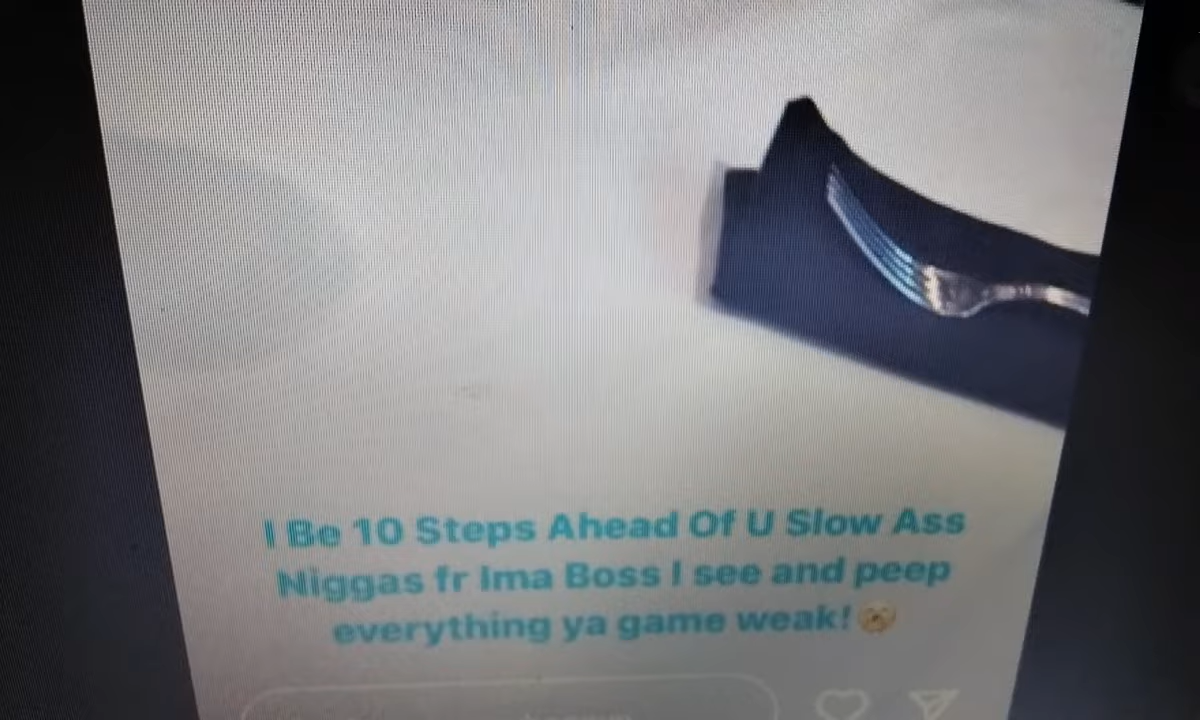 I Be 10 Steps Ahead Of U Slow Ass
Niggas fr Ima Boss I see and peep
everything ya game weak!🫣